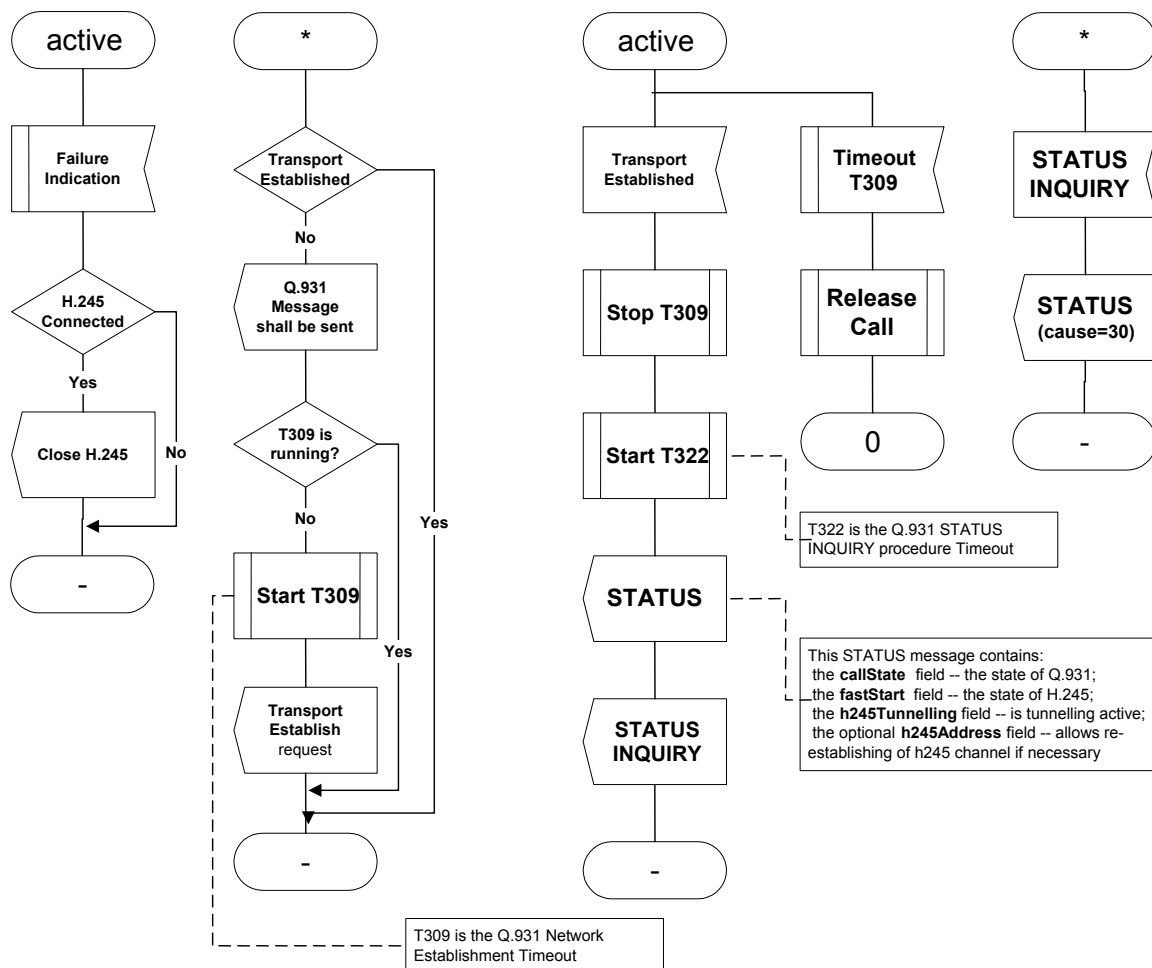 active
Failure
Indication
H.245
Connected
Yes
No
Close H.245
-
*
Transport
Established
No
Q.931
Message
shall be sent
T309 is
running?
No
Yes
Yes
Start T309
Transport
Establish
request
-
T309 is the Q.931 Network
Establishment Timeout
active
Transport
Established
Stop T309
Start T322
STATUS
STATUS
INQUIRY
-
Timeout
T309
Release
Call
0
T322 is the Q.931 STATUS
INQUIRY procedure Timeout
This STATUS message contains:
the callState field -- the state of Q.931;
the fastStart field -- the state of H.245;
the h245Tunnelling field -- is tunnelling active;
the optional h245Address field -- allows re-
establishing of h245 channel if necessary
*
STATUS
INQUIRY
STATUS
(cause=30)
-